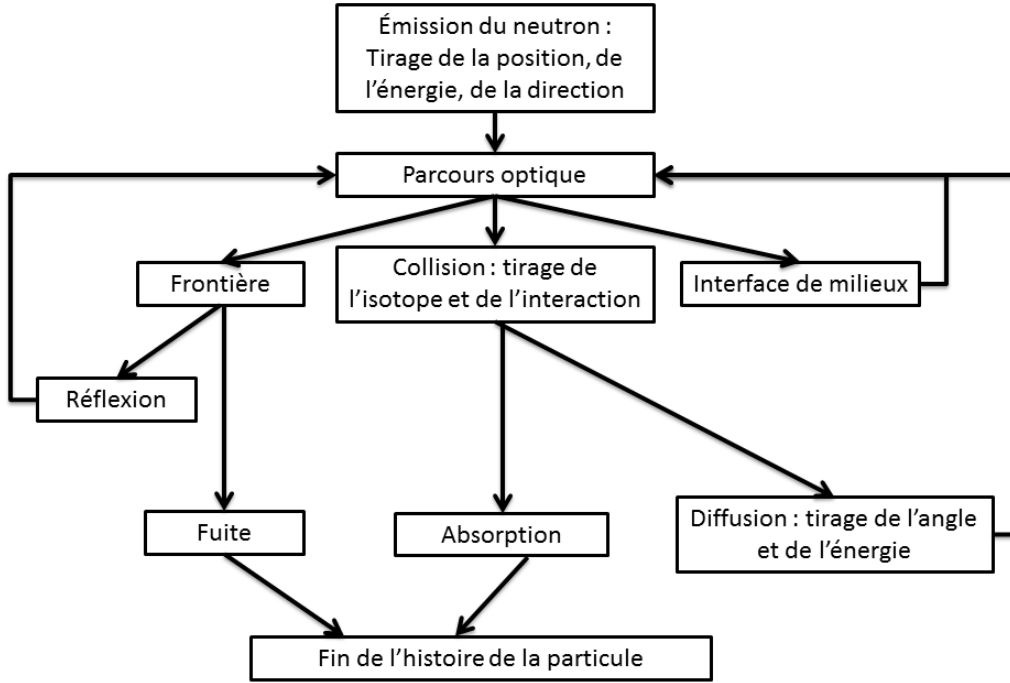 Émission du neutron :
Tirage de la position, de
l'énergie, de la direction
Parcours optique
Frontière
Collision : tirage de
l'isotope et de l'interaction
Interface de milieux
Réflexion
Fuite
Absorption
Diffusion : tirage de l'angle
et de l'énergie
Fin de l'histoire de la particule